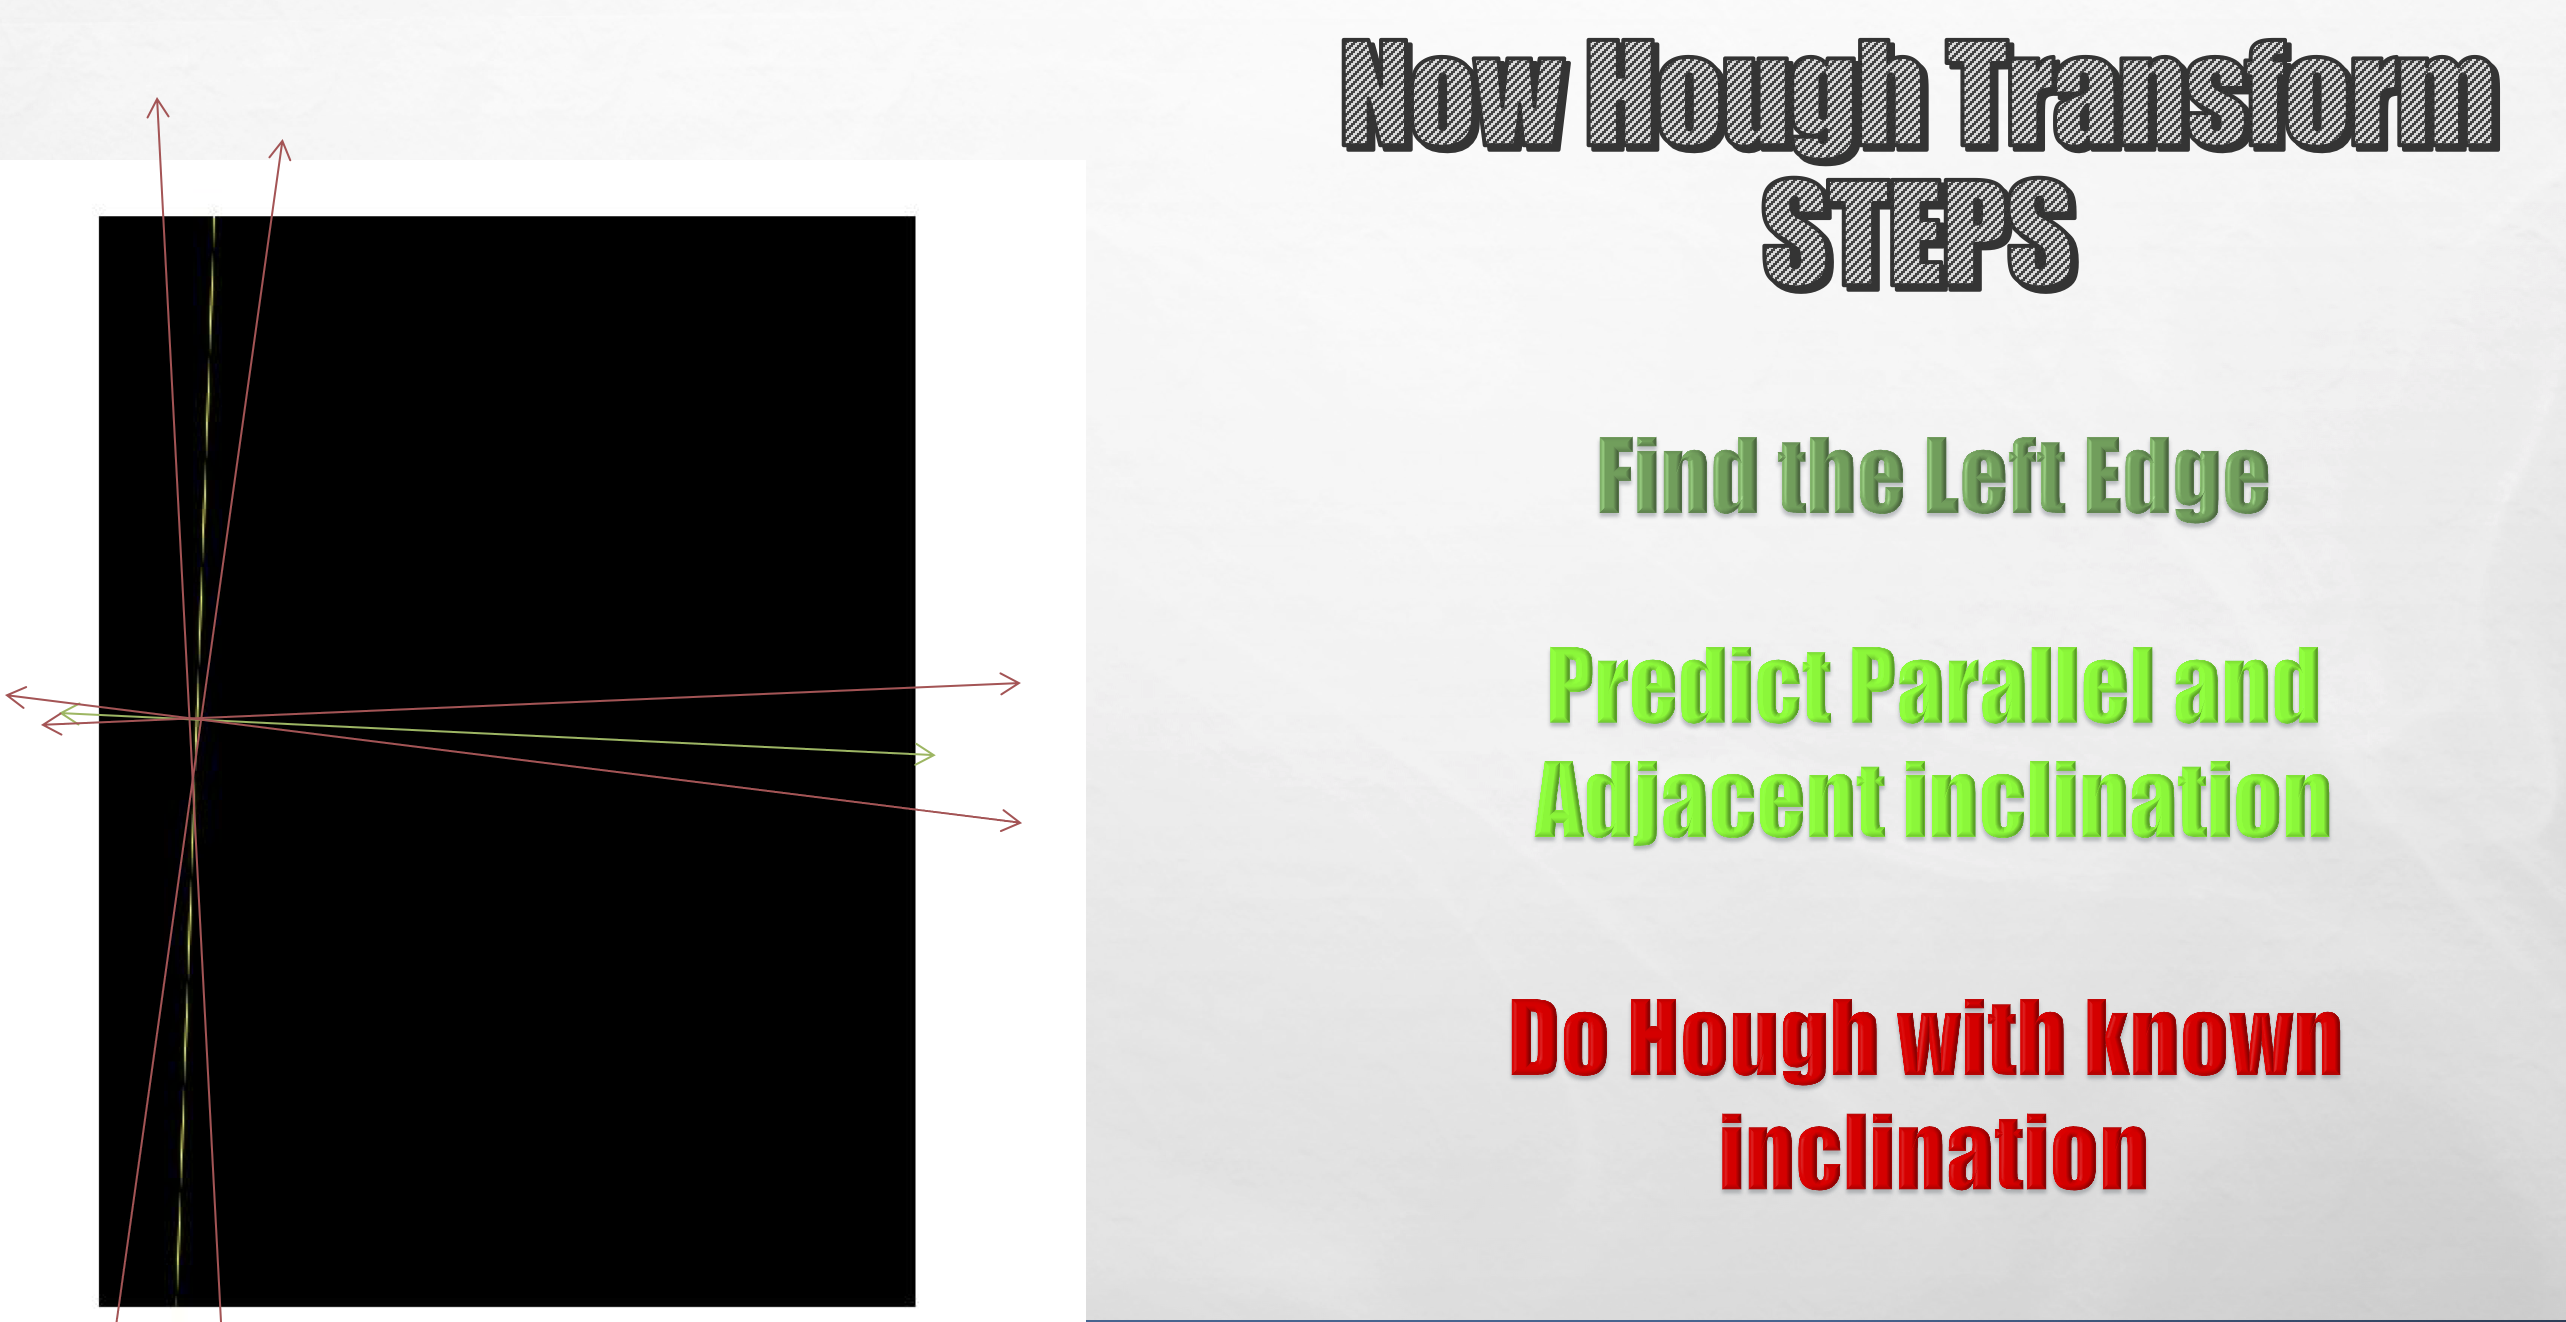 Now Hough Transform
STEPS
Find the Left Edge
Predict Parallel and
Adjacent inclination
Do Hough with known
inclination